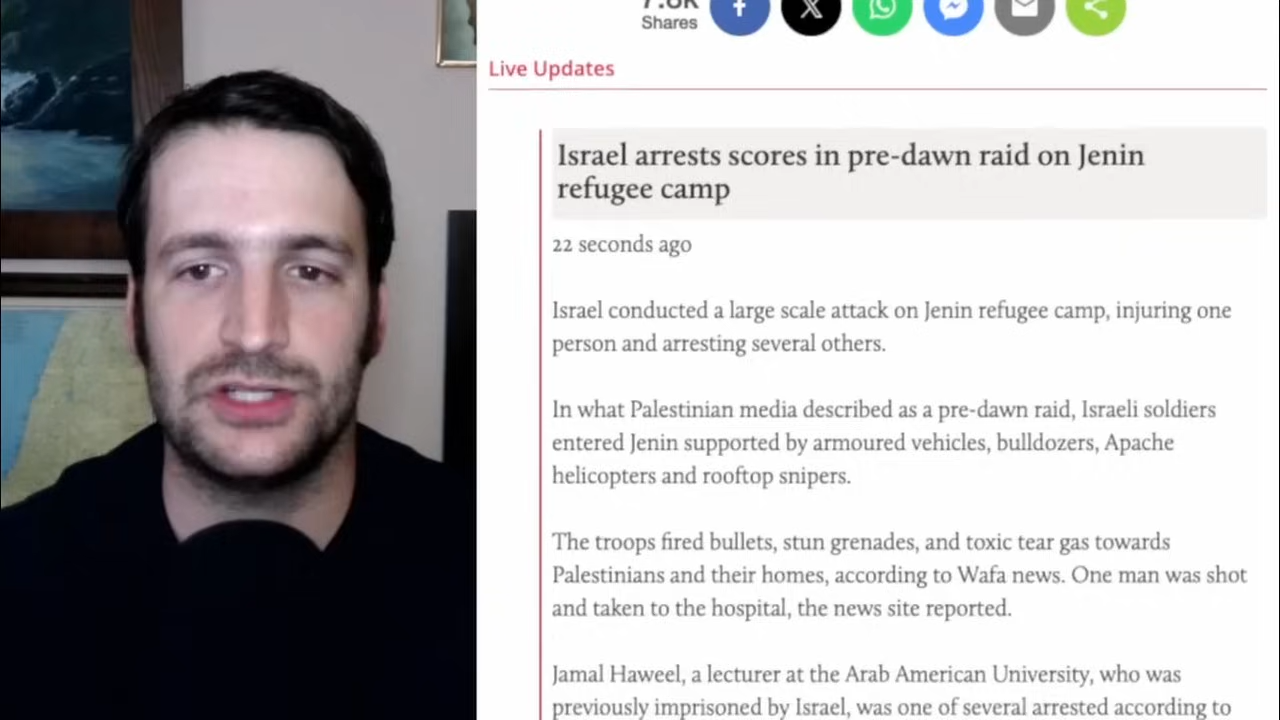 Shares
Live Updates
Israel arrests scores in pre-dawn raid on Jenin
refugee camp
22 seconds ago
Israel conducted a large scale attack on Jenin refugee camp, injuring one
person and arresting several others.
In what Palestinian media described as a pre-dawn raid, Israeli soldiers
entered Jenin supported by armoured vehicles, bulldozers, Apache
helicopters and rooftop snipers.
The troops fired bullets, stun grenades, and toxic tear gas towards
Palestinians and their homes, according to Wafa news. One man was shot
and taken to the hospital, the news site reported.
Jamal Haweel, a lecturer at the Arab American University, who was
previously imprisoned by Israel, was one of several arrested according to